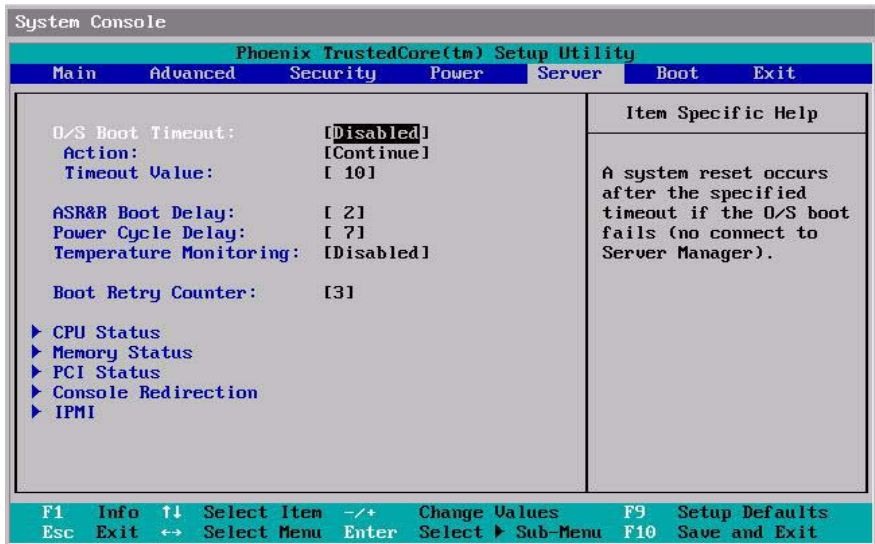 System Console
Phoenix TrustedCore(tm) Setup Utility
Main Advanced Security Power Server Boot Exit
Item Specific Help
O/S Boot Timeout: [Disabled]
Action: [Continue]
Timeout Value: [ 10]
ASR&R Boot Delay: [ 2]
Power Cycle Delay: [ 7]
Temperature Monitoring: [Disabled]
Boot Retry Counter: [3]
CPU Status
Memory Status
PCI Status
Console Redirection
IPMI
A system reset occurs
after the specified
timeout if the O/S boot
fails (no connect to
Server Manager).
F1 Info ↑↓ Select Item -/+ Change Values F9 Setup Defaults
Esc Exit ↔ Select Menu Enter Select ▶ Sub-Menu F10 Save and Exit